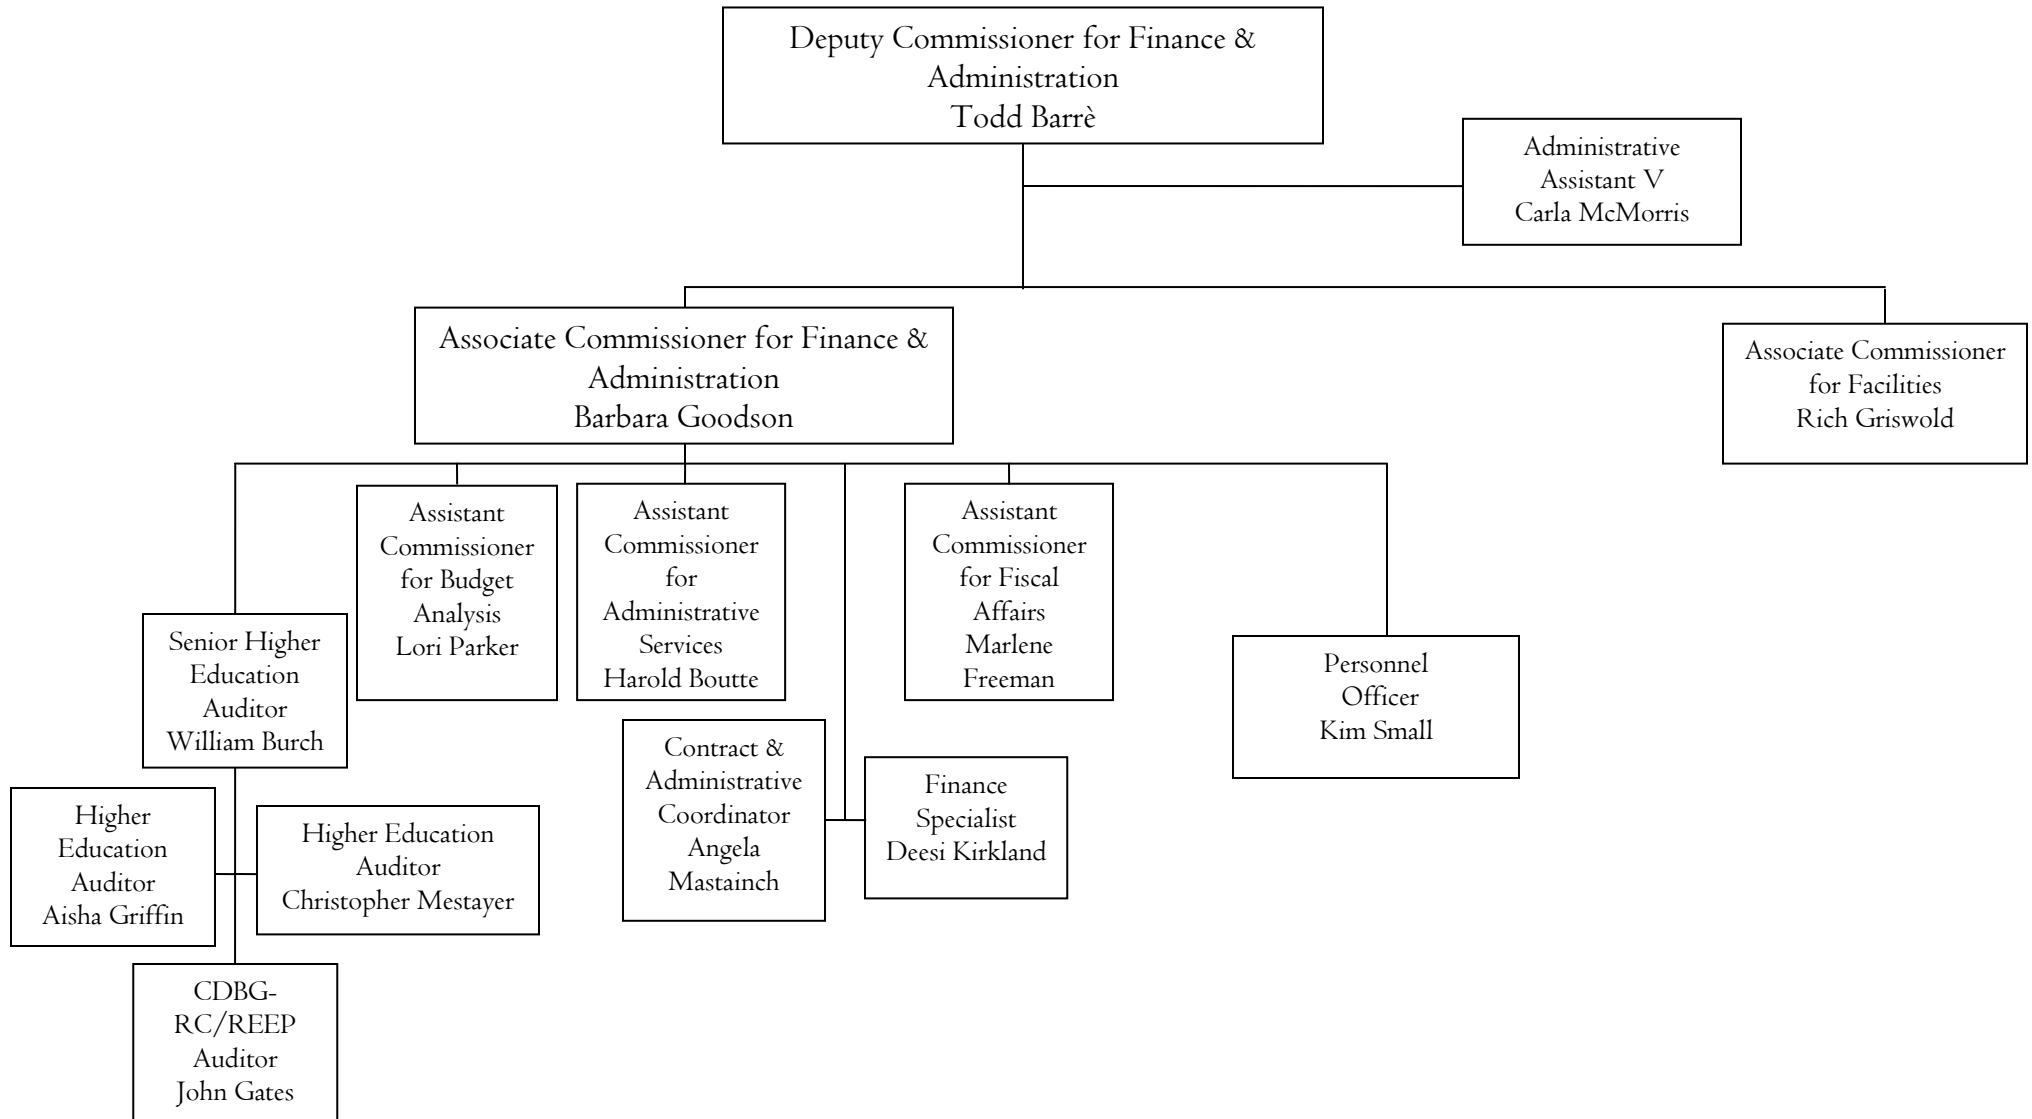 Deputy Commissioner for Finance &
Administration
Todd Barrè
Administrative
Assistant V
Carla McMorris
Associate Commissioner for Finance &
Administration
Barbara Goodson
Associate Commissioner
for Facilities
Rich Griswold
Assistant
Commissioner
for Budget
Analysis
Lori Parker
Assistant
Commissioner
for
Administrative
Services
Harold Boutte
Assistant
Commissioner
for Fiscal
Affairs
Marlene
Freeman
Senior Higher
Education
Auditor
William Burch
Personnel
Officer
Kim Small
Contract &
Administrative
Coordinator
Angela
Mastainch
Finance
Specialist
Deesi Kirkland
Higher
Education
Auditor
Aisha Griffin
Higher Education
Auditor
Christopher Mestayer
CDBG-
RC/REEP
Auditor
John Gates